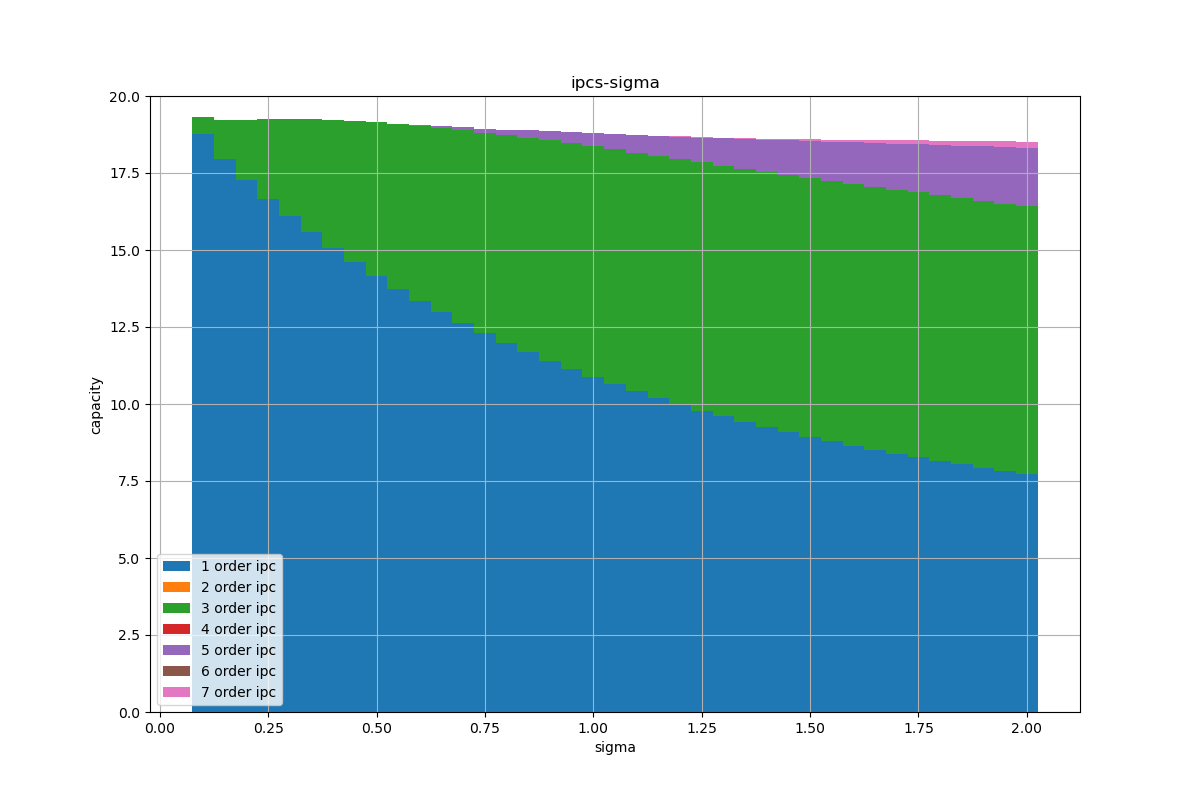 ipcs-sigma
20.0
17.5
15.0
12.5
10.0
7.5
5.0
2.5
0.0
capacity
1 order ipc
2 order ipc
3 order ipc
4 order ipc
5 order ipc
6 order ipc
7 order ipc
0.00 0.25 0.50 0.75 1.00 1.25 1.50 1.75 2.00
sigma